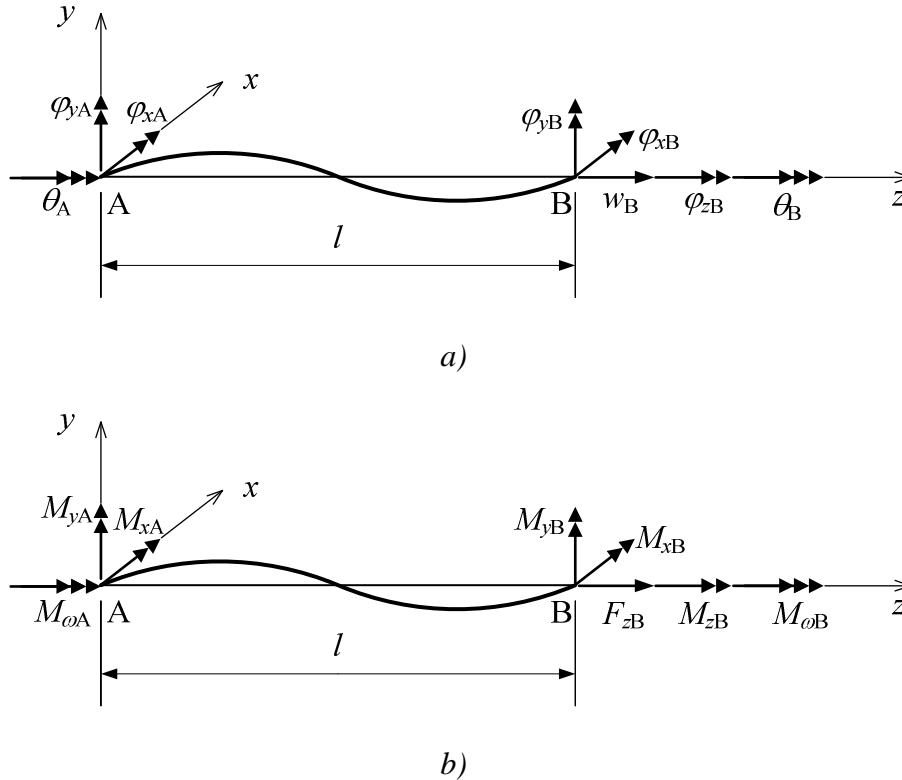 y
x
φyA φxA φyB φxB
θA A B wB φzB θB z
l
a)
y
x
MyA MxA MyB MxB
MωA A B FzB MzB MωB z
l
b)